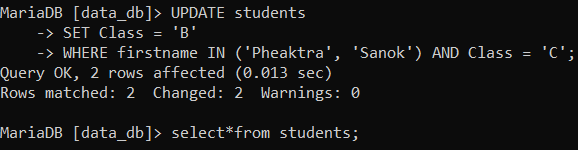 MariaDB [data_db]> UPDATE students
    -> SET Class = 'B'
    -> WHERE firstname IN ('Pheaktra', 'Sanok') AND Class = 'C';
Query OK, 2 rows affected (0.013 sec)
Rows matched: 2  Changed: 2  Warnings: 0

MariaDB [data_db]> select*from students;